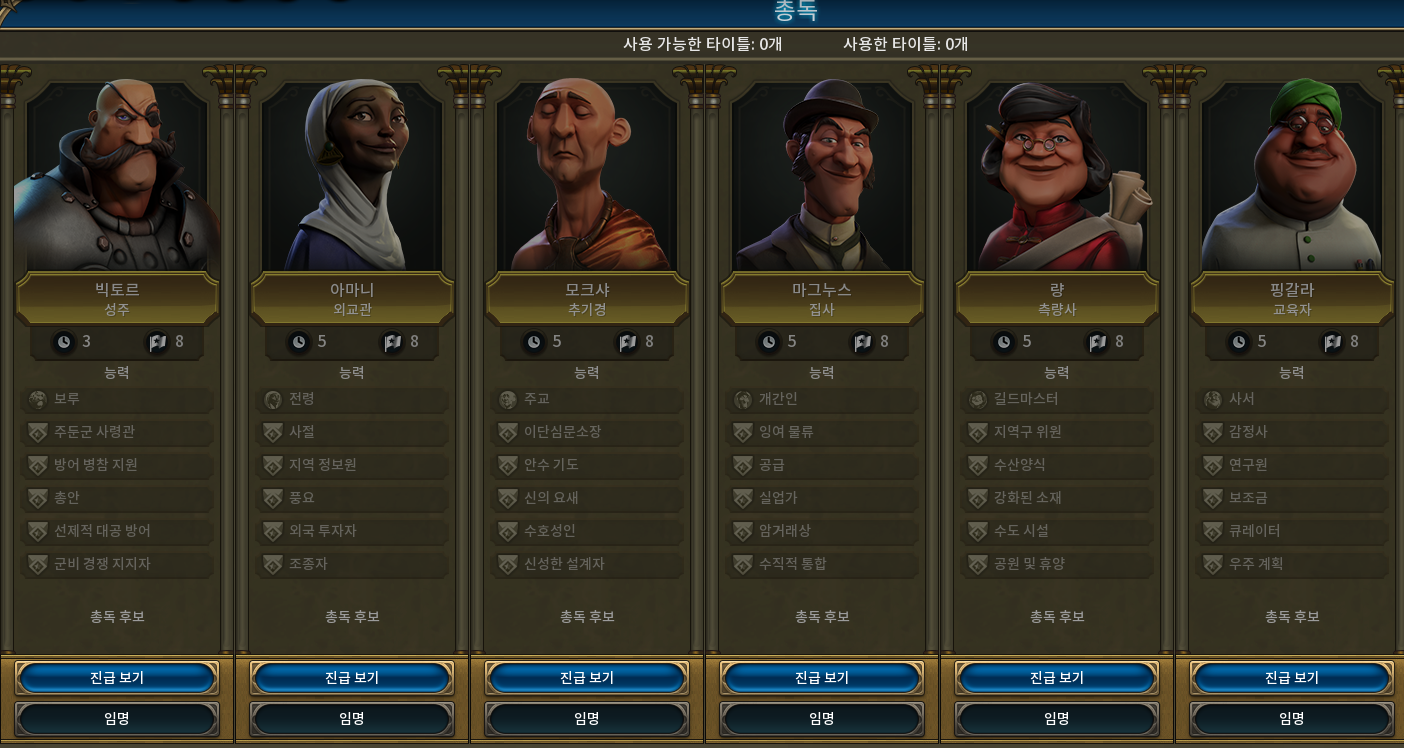 총독
사용 가능한 타이틀: 0개
사용한 타이틀: 0개
빅토르
성주
3
8
능력
보루
주둔군 사령관
방어 병참 지원
총안
선제적 대공 방어
군비 경쟁 지지자
총독 후보
진급 보기
임명
아마니
외교관
5
8
능력
전령
사절
지역 정보원
풍요
외국 투자자
조종자
총독 후보
진급 보기
임명
모크샤
추기경
5
8
능력
주교
이단심문소장
안수 기도
신의 요새
수호성인
신성한 설계자
총독 후보
진급 보기
임명
마그누스
집사
5
8
능력
개간인
잉여 물류
공급
실업가
암거래상
수직적 통합
총독 후보
진급 보기
임명
량
측량사
5
8
능력
길드마스터
지역구 위원
수산양식
강화된 소재
수도 시설
공원 및 휴양
총독 후보
진급 보기
임명
핑갈라
교육자
5
8
능력
사서
감정사
연구원
보조금
큐레이터
우주 계획
총독 후보
진급 보기
임명